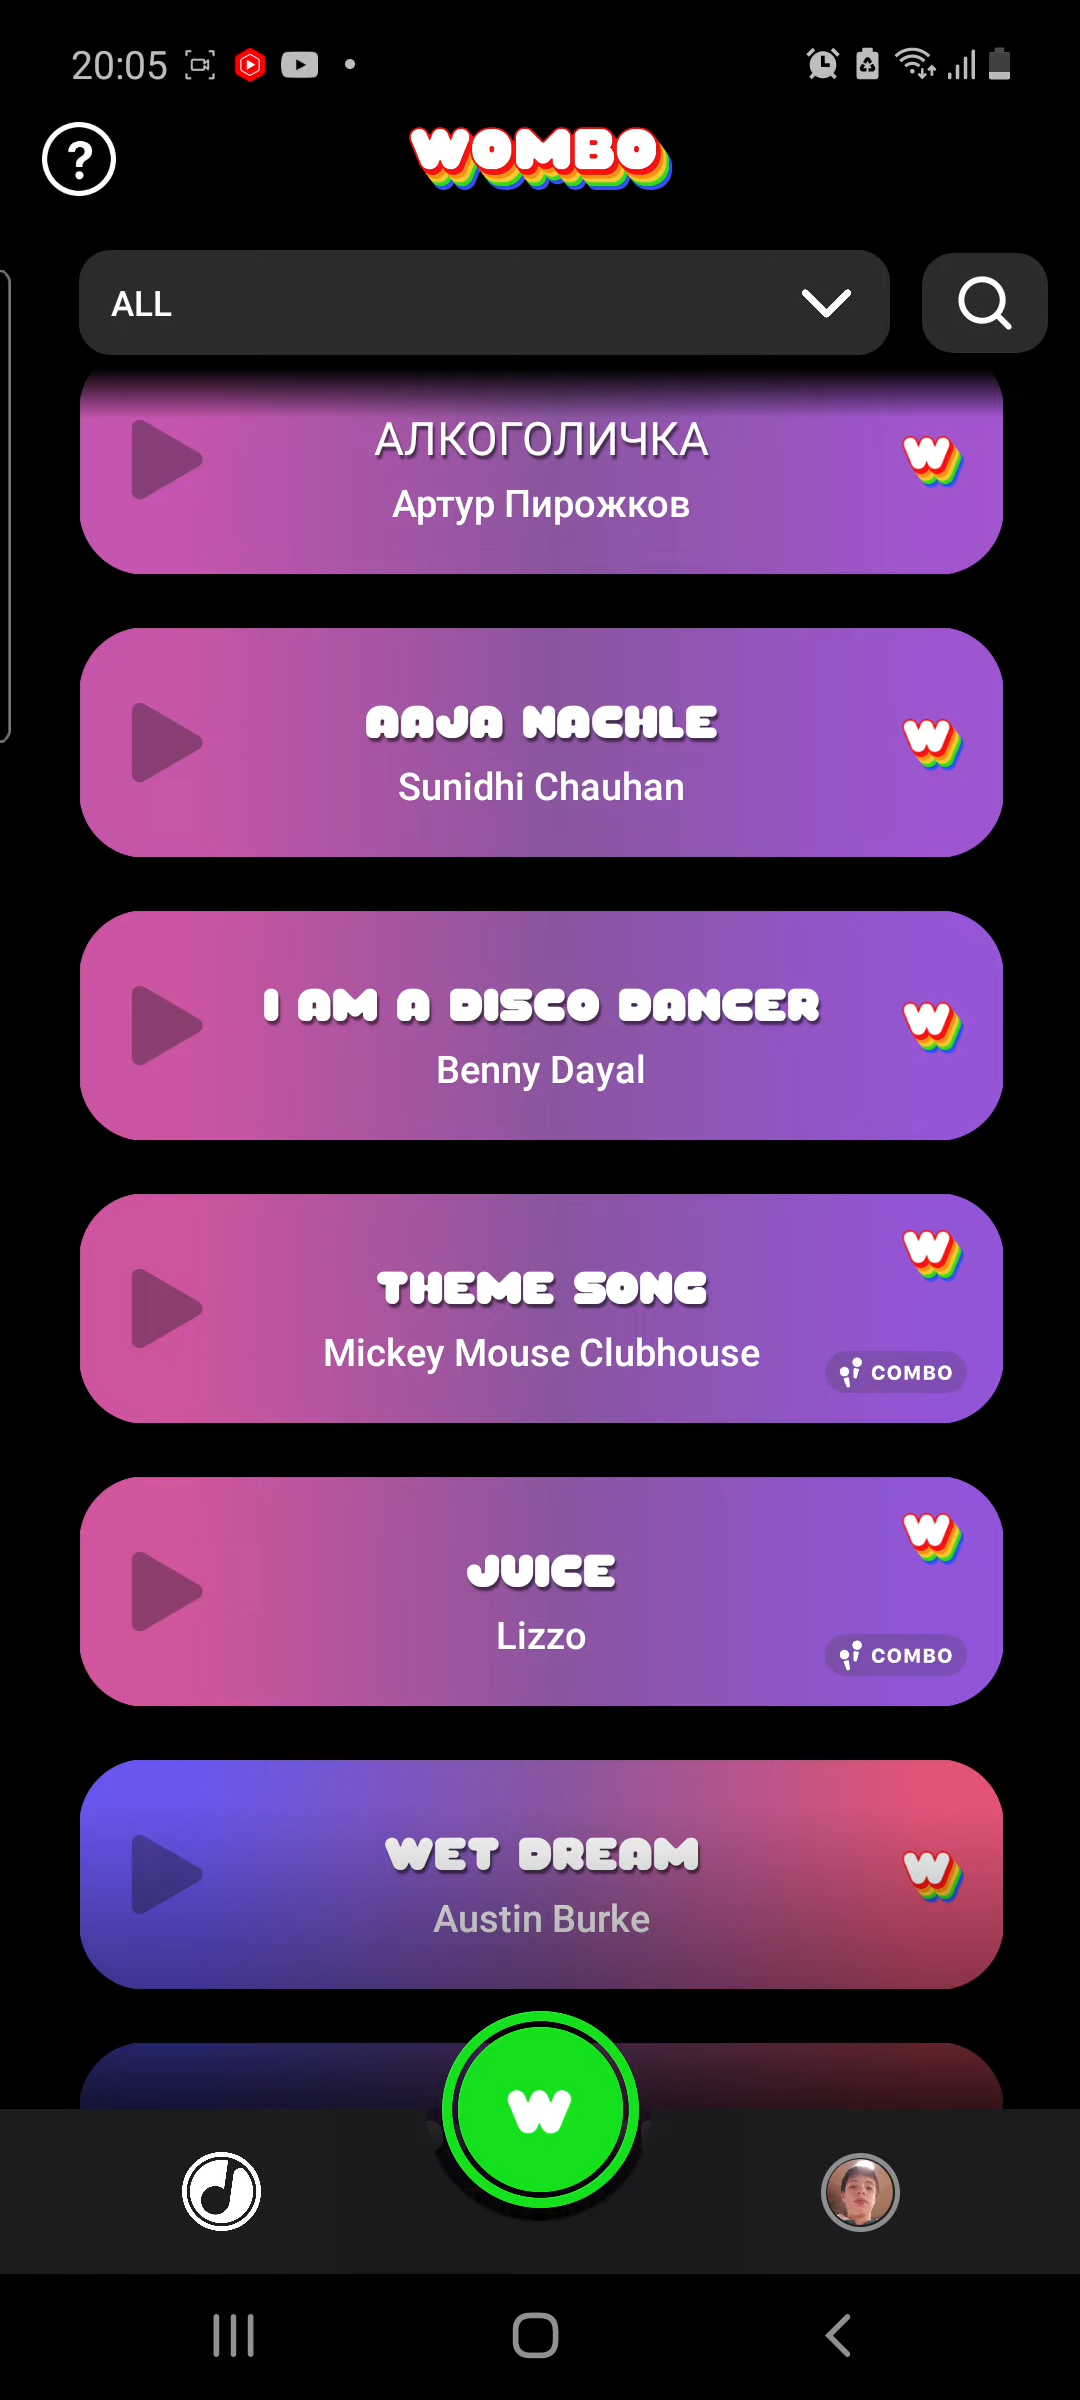 20:05
?
WOMBO
ALL
АЛКОГОЛИЧКА
Артур Пирожков
W
AAJA NACHLE
Sunidhi Chauhan
W
I AM A DISCO DANCER
Benny Dayal
W
W
THEME SONG
Mickey Mouse Clubhouse
COMBO
W
JUICE
Lizzo
COMBO
WET DREAM
Austin Burke
W
W